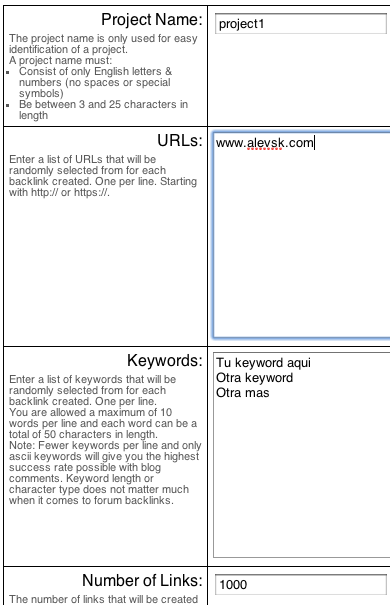 Project Name:
project1
The project name is only used for easy
identification of a project.
A project name must:
Consist of only English letters &
numbers (no spaces or special
symbols)
Be between 3 and 25 characters in
length
URLs:
www.alevsk.com
Enter a list of URLs that will be
randomly selected from for each
backlink created. One per line. Starting
with http:// or https://.
Keywords:
Tu keyword aqui
Otra keyword
Otra mas
Enter a list of keywords that will be
randomly selected from for each
backlink created. One per line.
You are allowed a maximum of 10
words per line and each word can be a
total of 50 characters in length.
Note: Fewer keywords per line and only
ascii keywords will give you the highest
success rate possible with blog
comments. Keyword length or
character type does not matter much
when it comes to forum backlinks.
Number of Links:
1000
The number of links that will be created